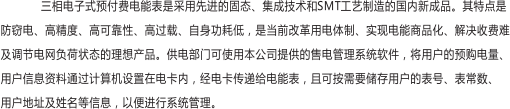 三相电子式预付费电能表是采用先进的固态、集成技术和SMT工艺制造的国内新成品。其特点是
防窃电、高精度、高可靠性、高过载、自身功耗低，是当前改革用电体制、实现电能商品化、解决收费难
及调节电网负荷状态的理想产品。供电部门可使用本公司提供的售电管理系统软件，将用户的预购电量、
用户信息资料通过计算机设置在电卡内，经电卡传递给电能表，且可按需要储存用户的表号、表常数、
用户地址及姓名等信息，以便进行系统管理。